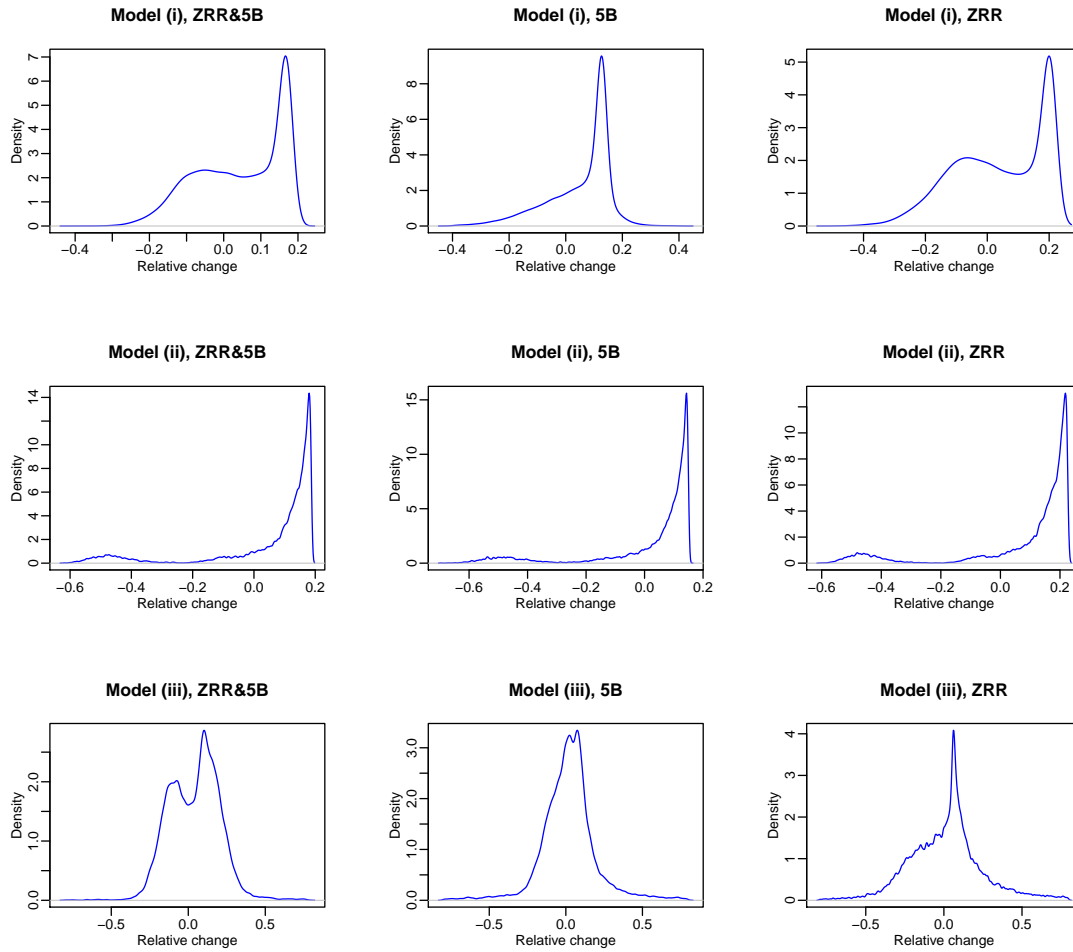 Model (i), ZRR&5B
Density
0 1 2 3 4 5 6 7
−0.4 −0.2 0.0 0.2
Relative change
Model (i), 5B
Density
0 2 4 6 8
−0.4 −0.2 0.0 0.2 0.4
Relative change
Model (i), ZRR
Density
0 1 2 3 4 5
−0.4 −0.2 0.0 0.2
Relative change
Model (ii), ZRR&5B
Density
0 2 4 6 8 10 14
−0.6 −0.4 −0.2 0.0 0.2
Relative change
Model (ii), 5B
Density
0 5 10 15
−0.6 −0.4 −0.2 0.0 0.2
Relative change
Model (ii), ZRR
Density
0 2 4 6 8 10
−0.6 −0.4 −0.2 0.0 0.2
Relative change
Model (iii), ZRR&5B
Density
0.0 1.0 2.0
−0.5 0.0 0.5
Relative change
Model (iii), 5B
Density
0.0 1.0 2.0 3.0
−0.5 0.0 0.5
Relative change
Model (iii), ZRR
Density
0 1 2 3 4
−0.5 0.0 0.5
Relative change